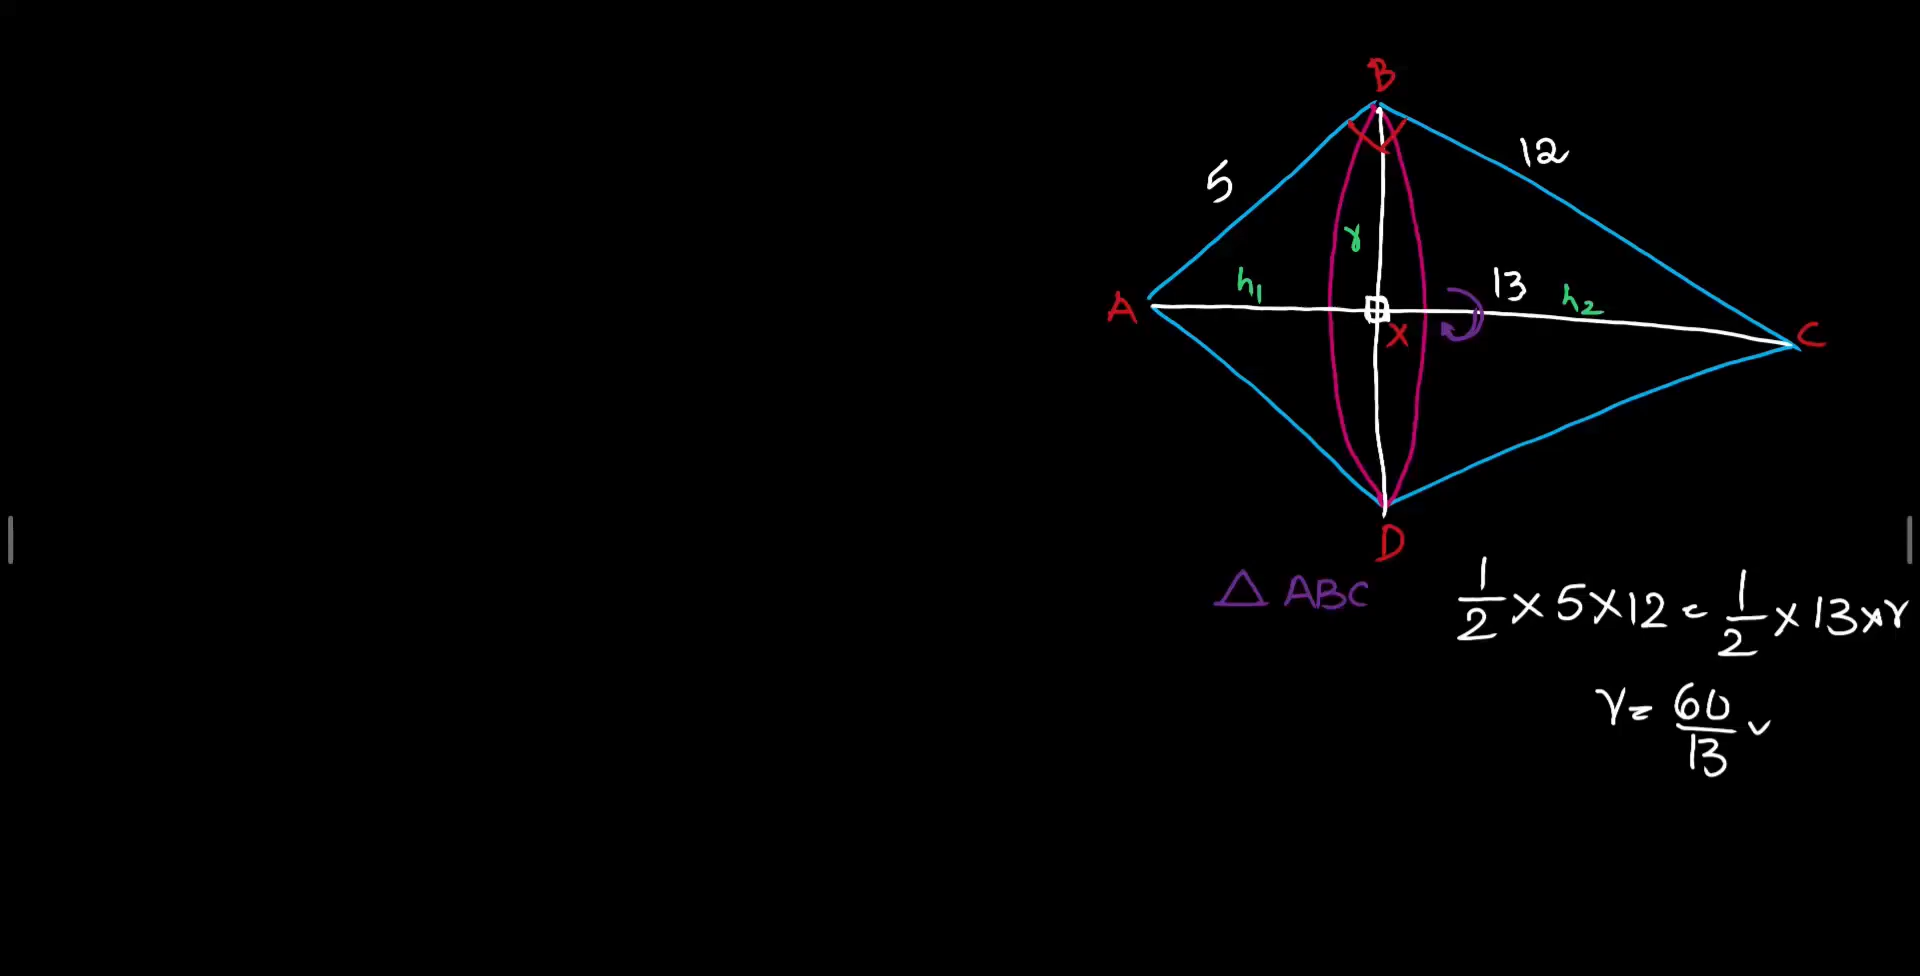 B
5
12
r
h₁
13
h₂
A
X
C
D
△ ABC
1/2 × 5 × 12 = 1/2 × 13 × r
r = 60/13 ✓